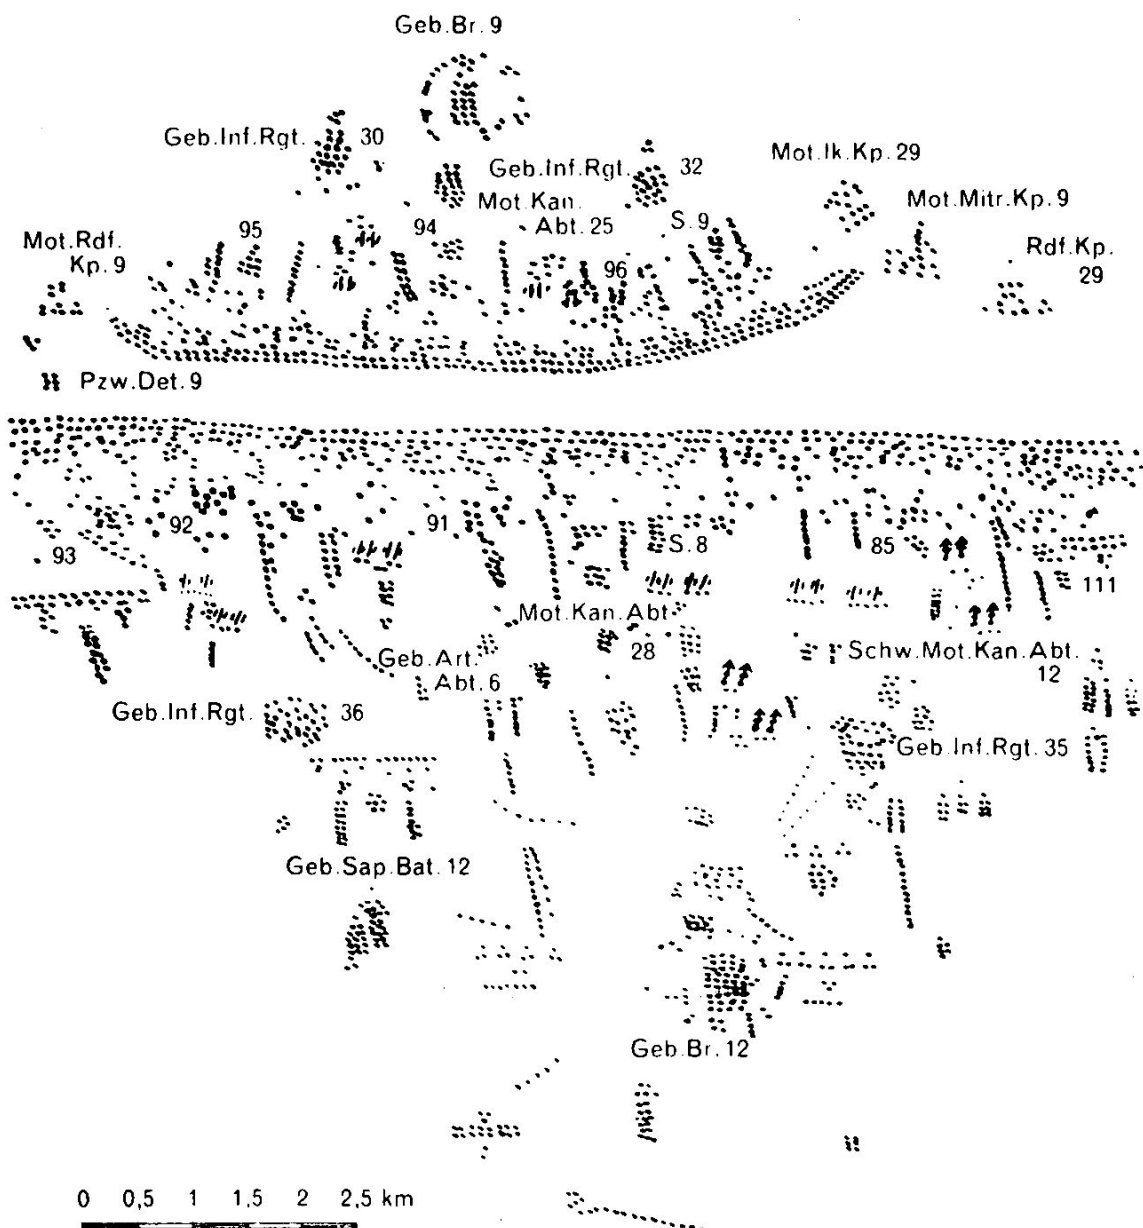 Geb.Br.9
Geb.Inf.Rgt. 30
Geb.Inf.Rgt. 32
Mot.Ik.Kp.29
Mot.Kan.
Abt.25
Mot.Mitr.Kp.9
S.9
94
95
Mot.Rdf.
Kp.9
Rdf.Kp.
29
96
Pzw.Det.9
92
91
93
S.8
85
111
Mot.Kan.Abt
28
Geb.Art.
Abt.6
Schw.Mot.Kan.Abt.
12
Geb.Inf.Rgt. 36
Geb.Inf.Rgt.35
Geb.Sap.Bat.12
Geb.Br.12
0 0,5 1 1,5 2 2,5 km